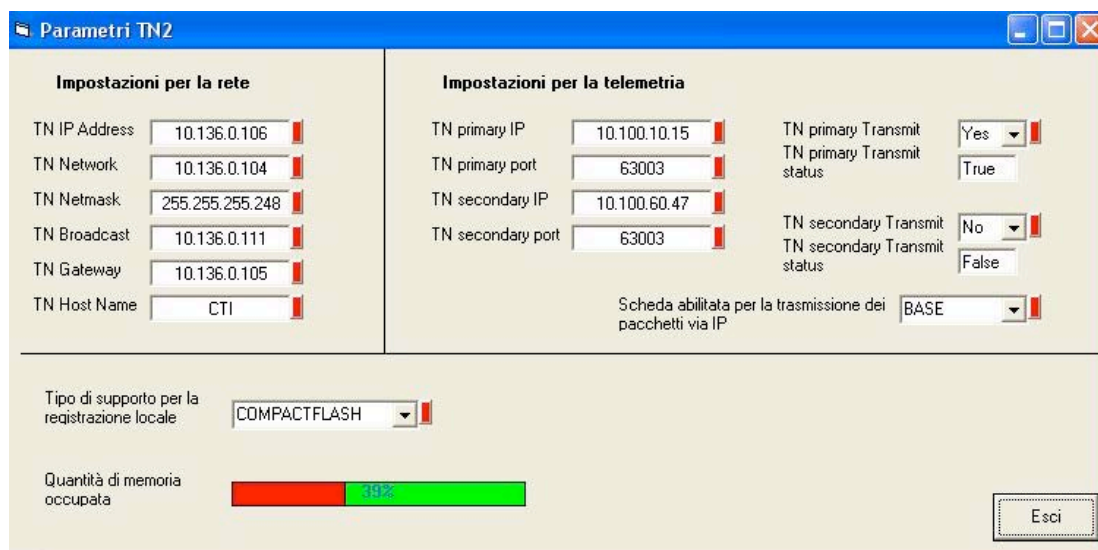 Parametri TN2
Impostazioni per la rete
TN IP Address 10.136.0.106
TN Network 10.136.0.104
TN Netmask 255.255.255.248
TN Broadcast 10.136.0.111
TN Gateway 10.136.0.105
TN Host Name CTI
Impostazioni per la telemetria
TN primary IP 10.100.10.15
TN primary port 63003
TN secondary IP 10.100.60.47
TN secondary port 63003
TN primary Transmit Yes
TN primary Transmit
status True
TN secondary Transmit No
TN secondary Transmit
status False
Scheda abilitata per la trasmissione dei
pacchetti via IP BASE
Tipo di supporto per la
registrazione locale COMPACTFLASH
Quantità di memoria
occupata 39%
Esci